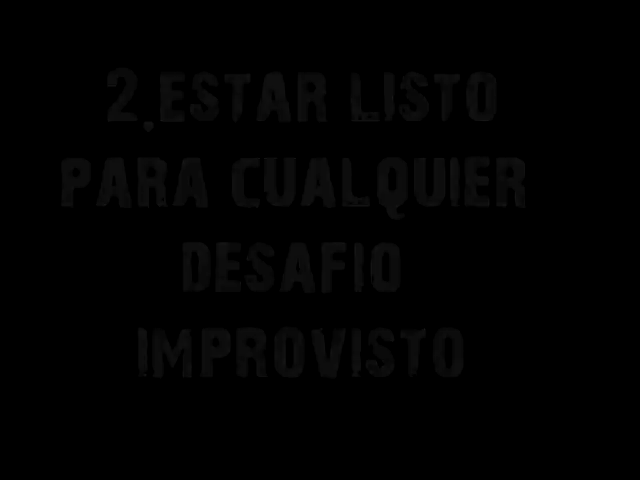 2.ESTAR LISTO
PARA CUALQUIER
DESAFIO
IMPROVISTO